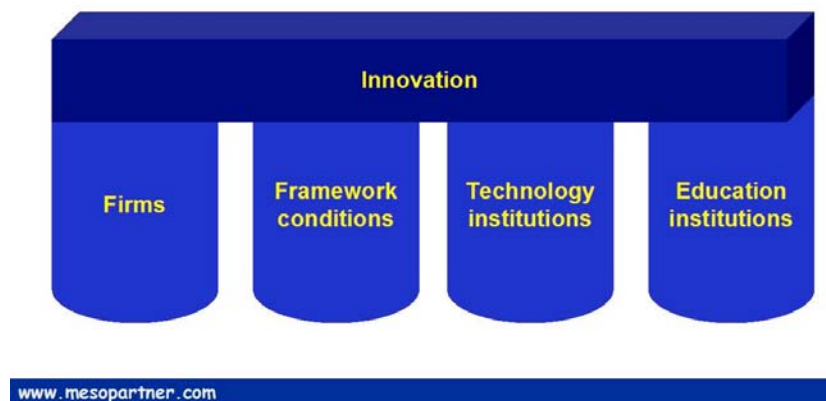 Innovation
Firms
Framework
conditions
Technology
institutions
Education
institutions
www.mesopartner.com